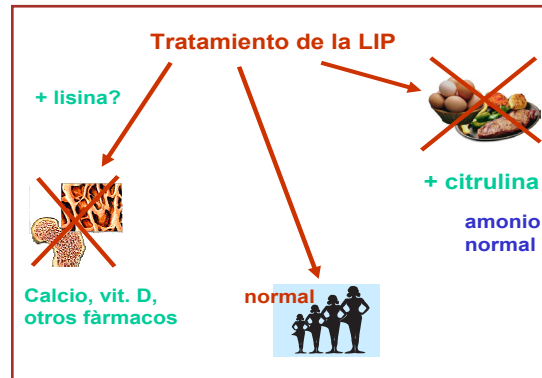 Tratamiento de la LIP
+ lisina?
+ citrulina
amonio
normal
Calcio, vit. D,
otros fàrmacos
normal